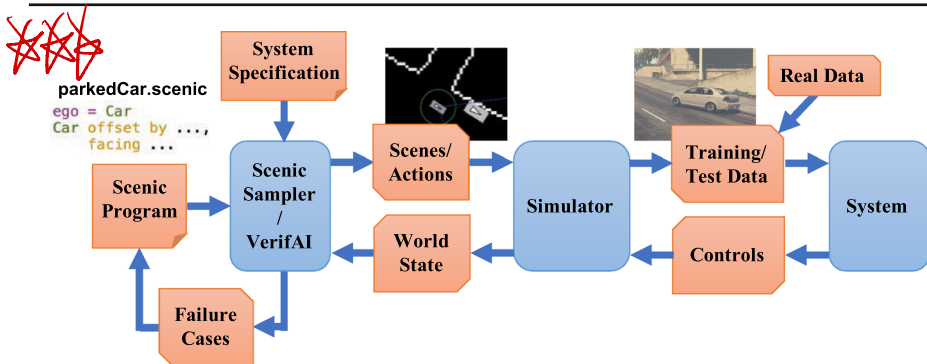 System
Specification
Real Data
parkedCar.scenic
ego = Car
Car offset by ...,
facing ...
Scenic
Program
Scenic
Sampler
/
VerifAI
Scenes/
Actions
Simulator
Training/
Test Data
System
World
State
Controls
Failure
Cases